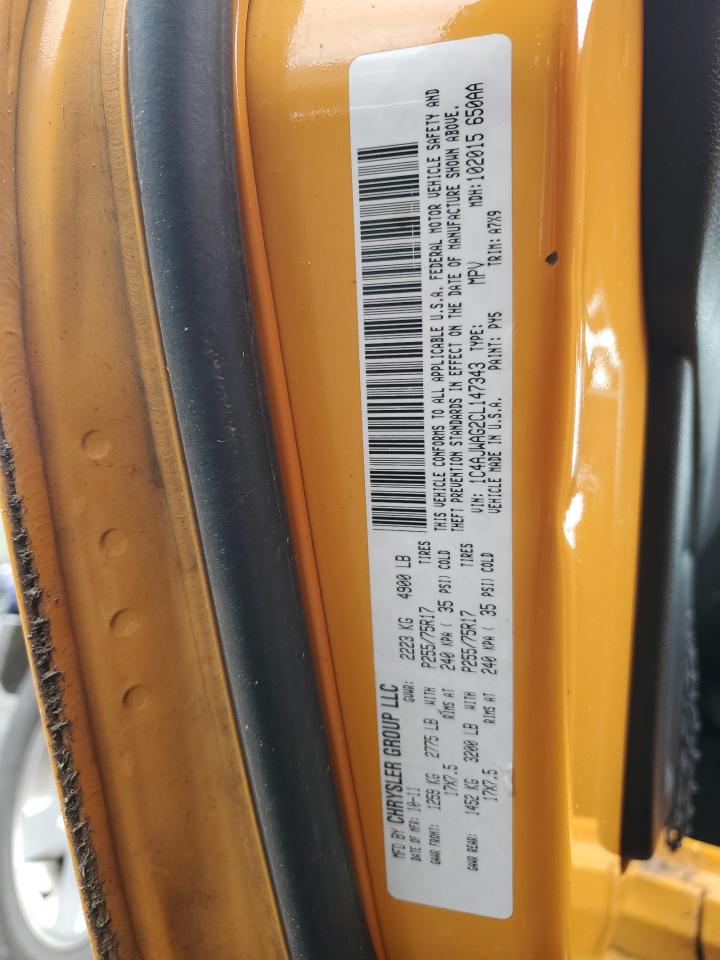 MFD BY CHRYSLER GROUP LLC
DATE OF MFR: 10-11 GVWR: 2223 KG 4900 LB
GAWR FRONT: 1259 KG 2775 LB WITH P255/75R17 TIRES
17X7.5 RIMS AT 240 KPA ( 35 PSI) COLD
GAWR REAR: 1452 KG 3200 LB WITH P255/75R17 TIRES
17X7.5 RIMS AT 240 KPA ( 35 PSI) COLD
THIS VEHICLE CONFORMS TO ALL APPLICABLE U.S.A. FEDERAL MOTOR VEHICLE SAFETY AND
THEFT PREVENTION STANDARDS IN EFFECT ON THE DATE OF MANUFACTURE SHOWN ABOVE.
VIN: 1C4AJWAG2CL147343 TYPE: MPV MDH: 102015 650AA
VEHICLE MADE IN U.S.A. PAINT: PY5 TRIM: A7X9